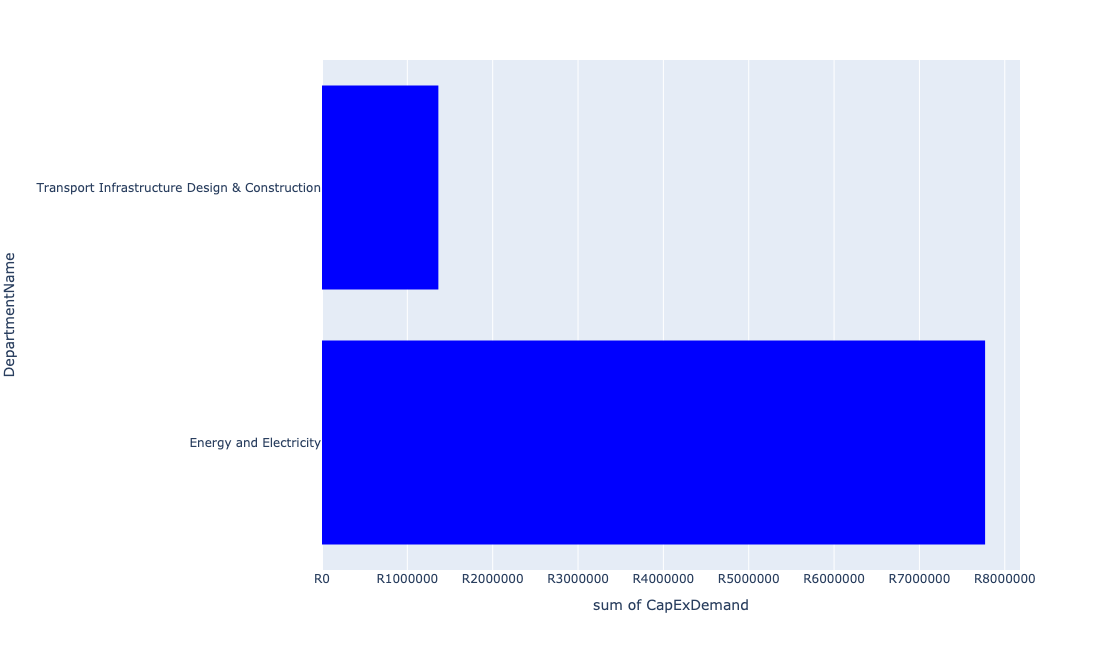 DepartmentName
Transport Infrastructure Design & Construction
Energy and Electricity
R0 R1000000 R2000000 R3000000 R4000000 R5000000 R6000000 R7000000 R8000000
sum of CapExDemand